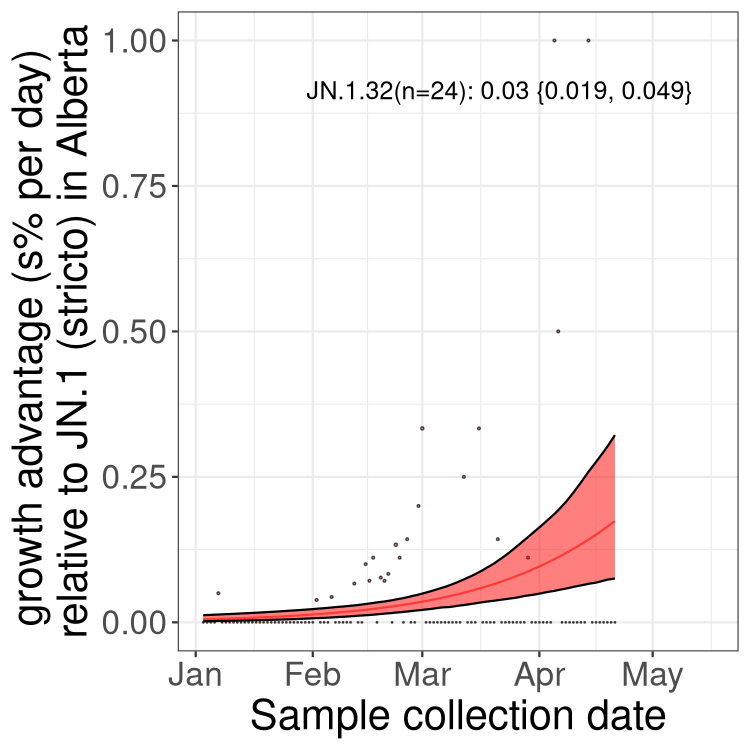 growth advantage (s% per day)
relative to JN.1 (stricto) in Alberta
1.00
0.75
0.50
0.25
0.00
JN.1.32(n=24): 0.03 {0.019, 0.049}
Jan Feb Mar Apr May
Sample collection date